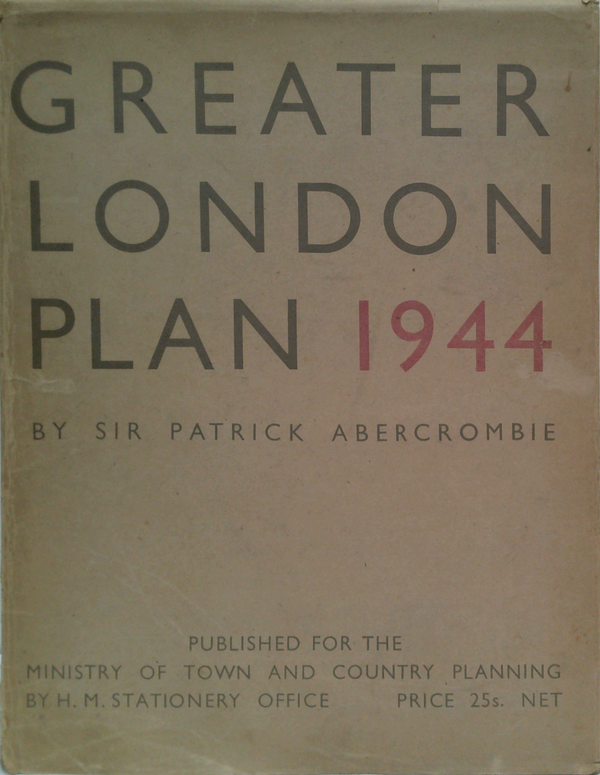 GREATER
LONDON
PLAN 1944
BY SIR PATRICK ABERCROMBIE
PUBLISHED FOR THE
MINISTRY OF TOWN AND COUNTRY PLANNING
BY H. M. STATIONERY OFFICE PRICE 25s. NET